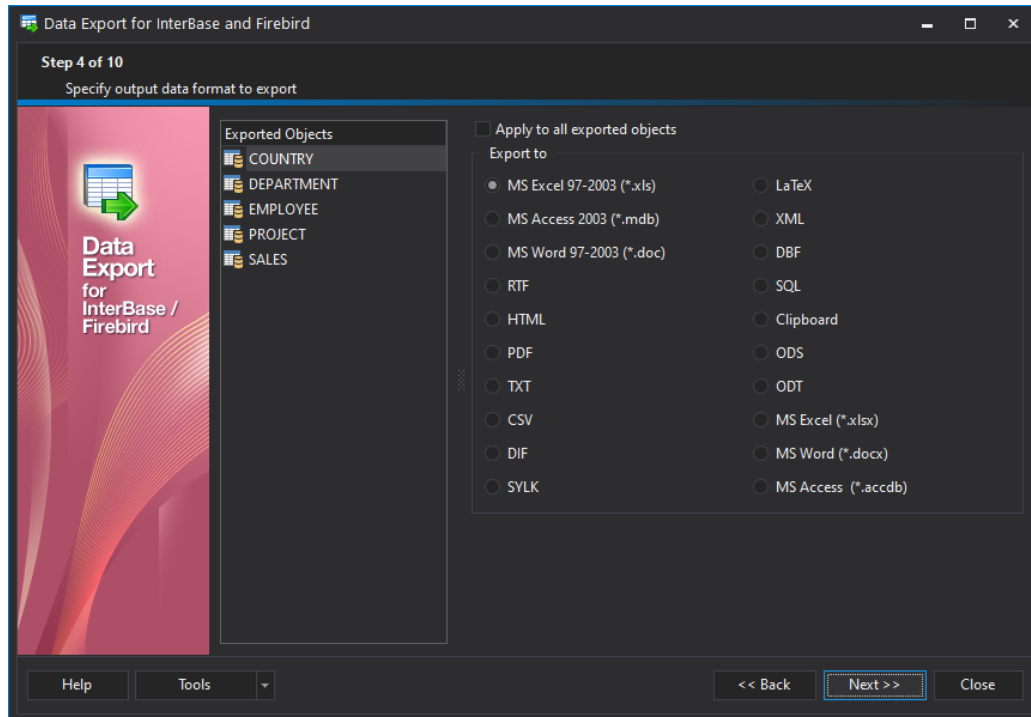 Data Export for InterBase and Firebird
Step 4 of 10
Specify output data format to export
Data
Export
for
InterBase /
Firebird
Exported Objects
COUNTRY
DEPARTMENT
EMPLOYEE
PROJECT
SALES
Apply to all exported objects
Export to
MS Excel 97-2003 (*.xls)
MS Access 2003 (*.mdb)
MS Word 97-2003 (*.doc)
RTF
HTML
PDF
TXT
CSV
DIF
SYLK
LaTeX
XML
DBF
SQL
Clipboard
ODS
ODT
MS Excel (*.xlsx)
MS Word (*.docx)
MS Access (*.accdb)
Help
Tools
<< Back
Next >>
Close